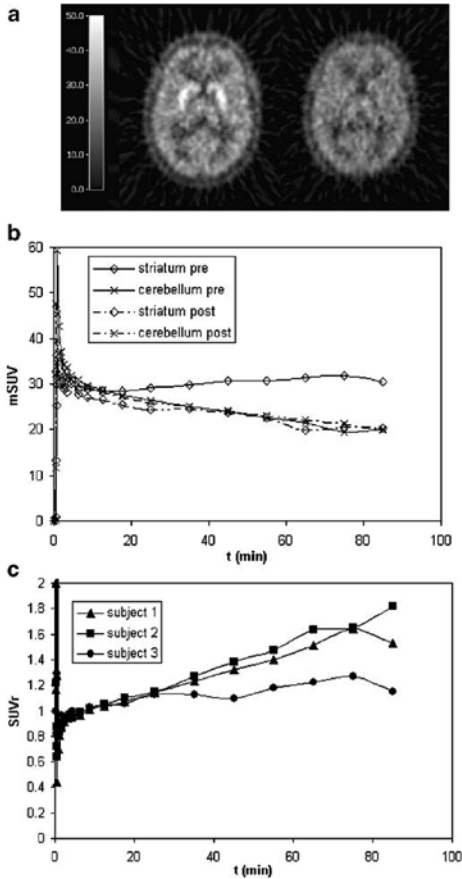 a
50.0
40.0
30.0
20.0
10.0
0.0
b
60
50
40
30
20
10
0
mSUV
striatum pre
cerebellum pre
striatum post
cerebellum post
0 20 40 60 80 100
t (min)
c
2
1.8
1.6
1.4
1.2
1
0.8
0.6
0.4
0.2
0
SUVr
subject 1
subject 2
subject 3
0 20 40 60 80 100
t (min)